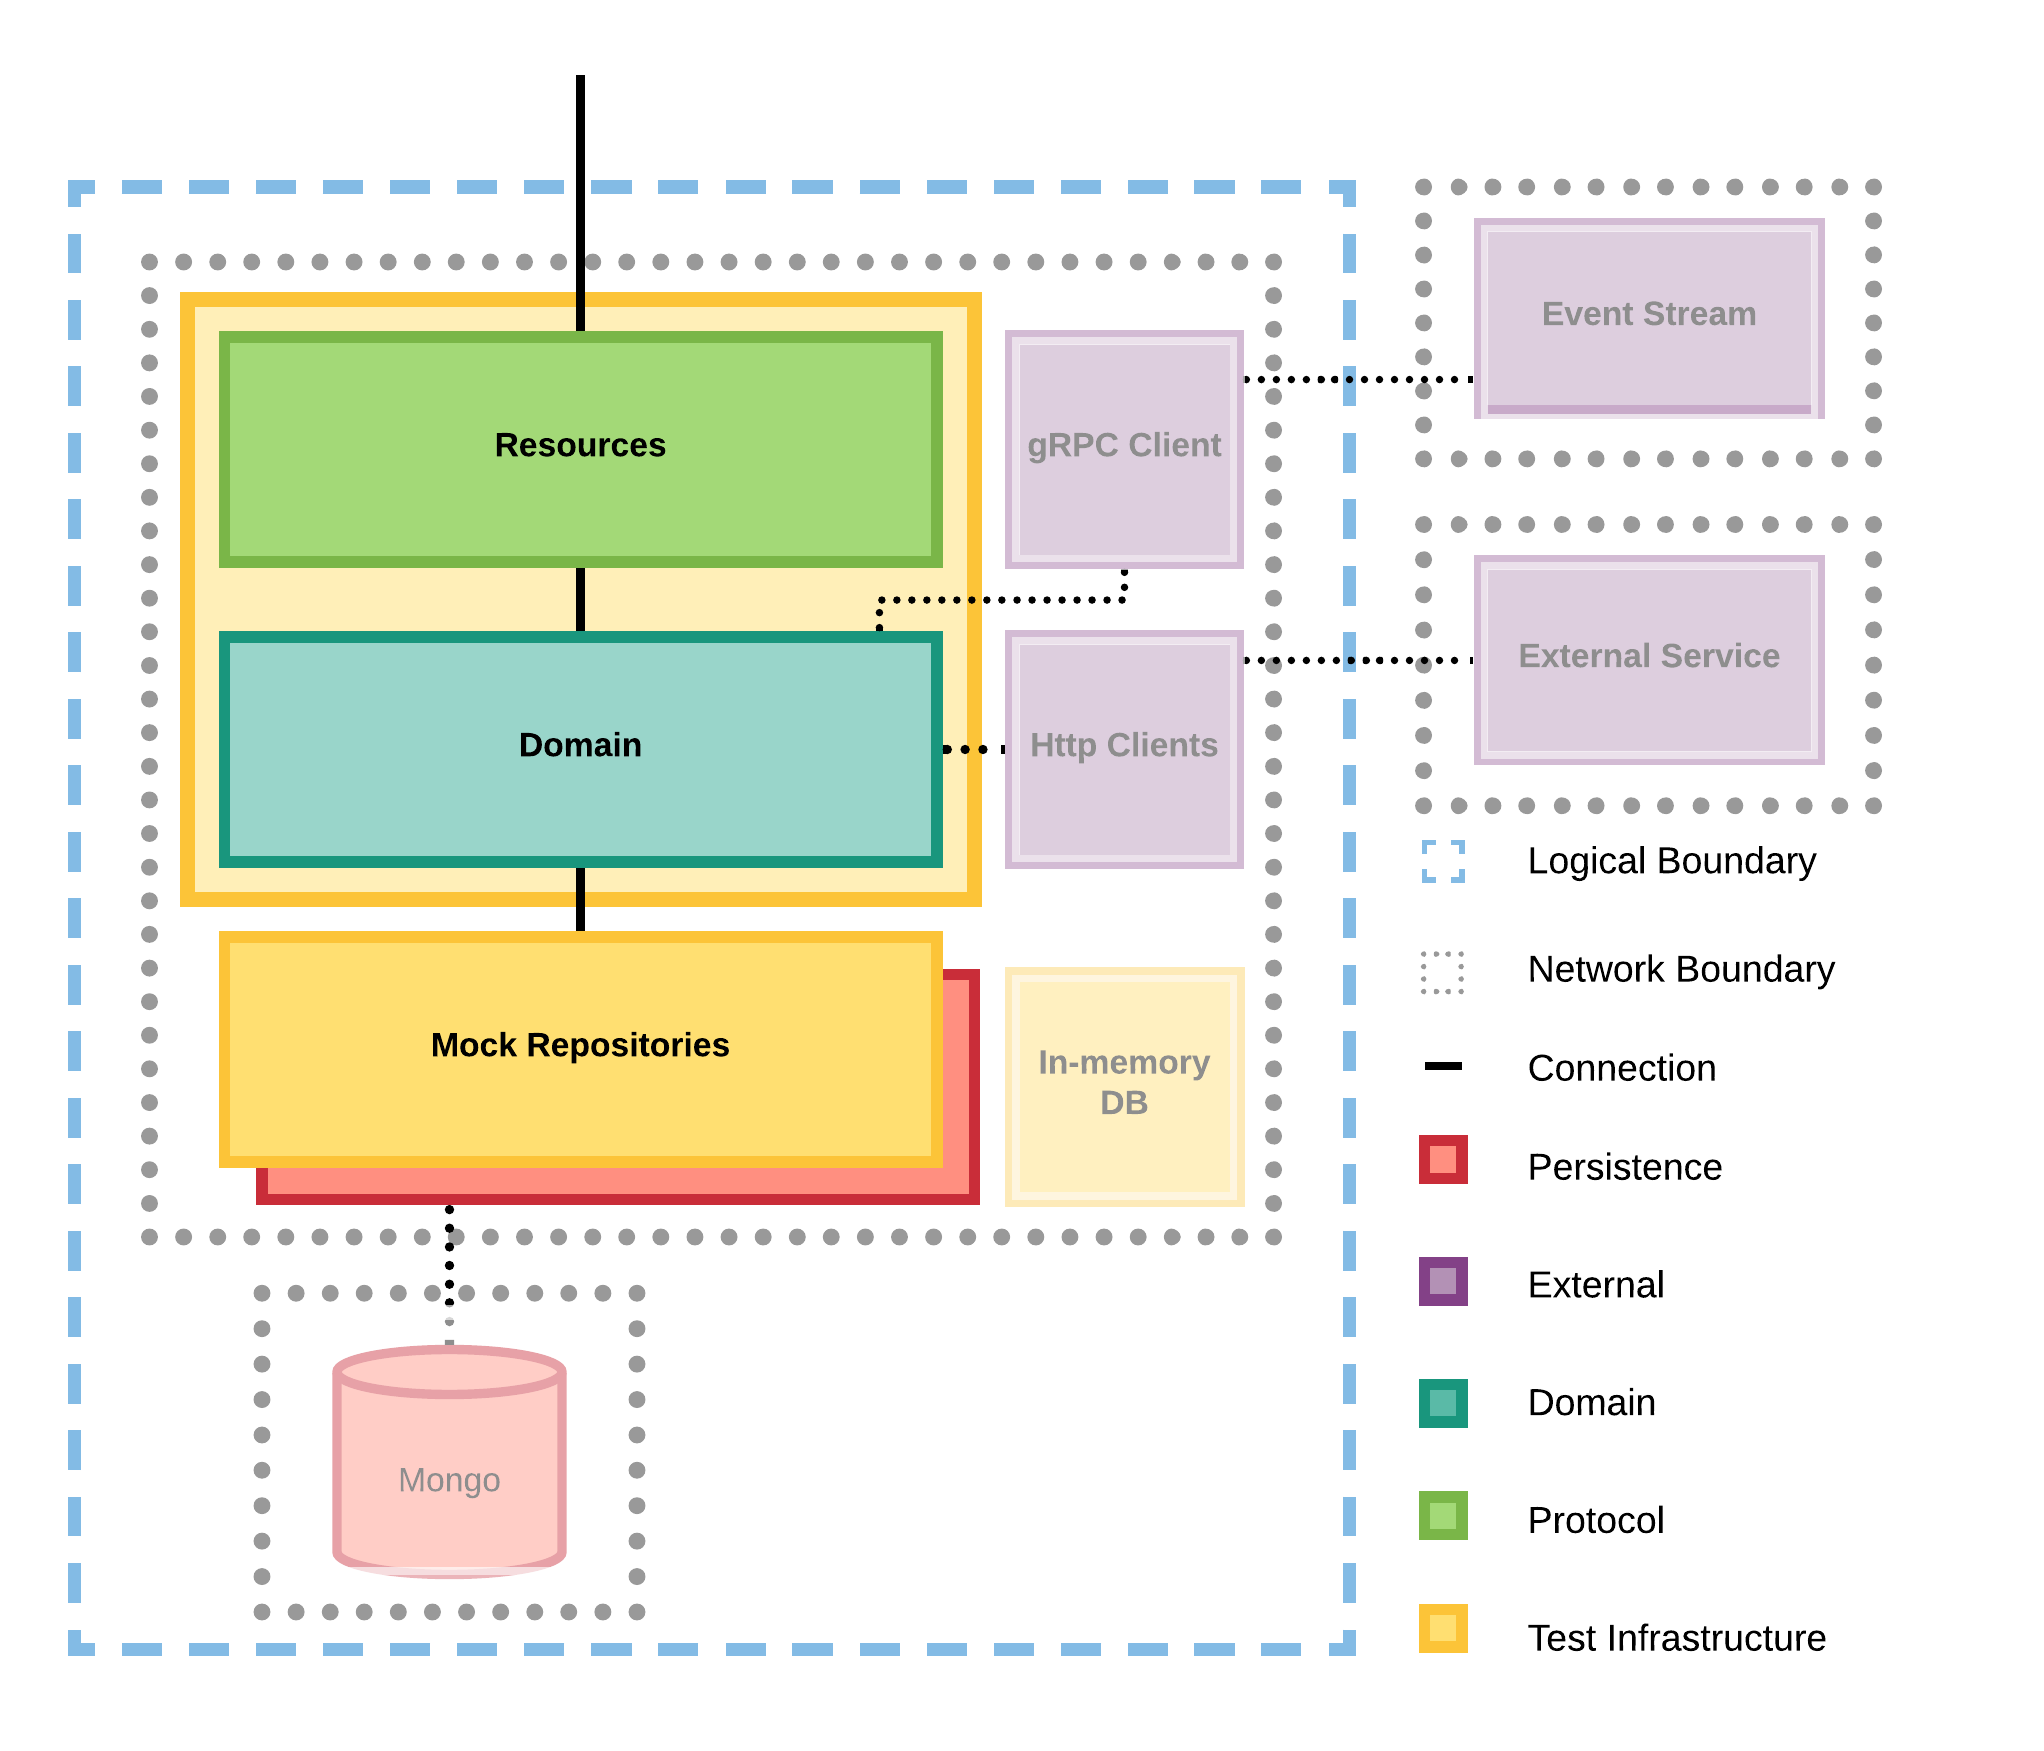 Event Stream
Resources
gRPC Client
External Service
Domain
Http Clients
Mock Repositories
In-memory
DB
Mongo
Logical Boundary
Network Boundary
Connection
Persistence
External
Domain
Protocol
Test Infrastructure